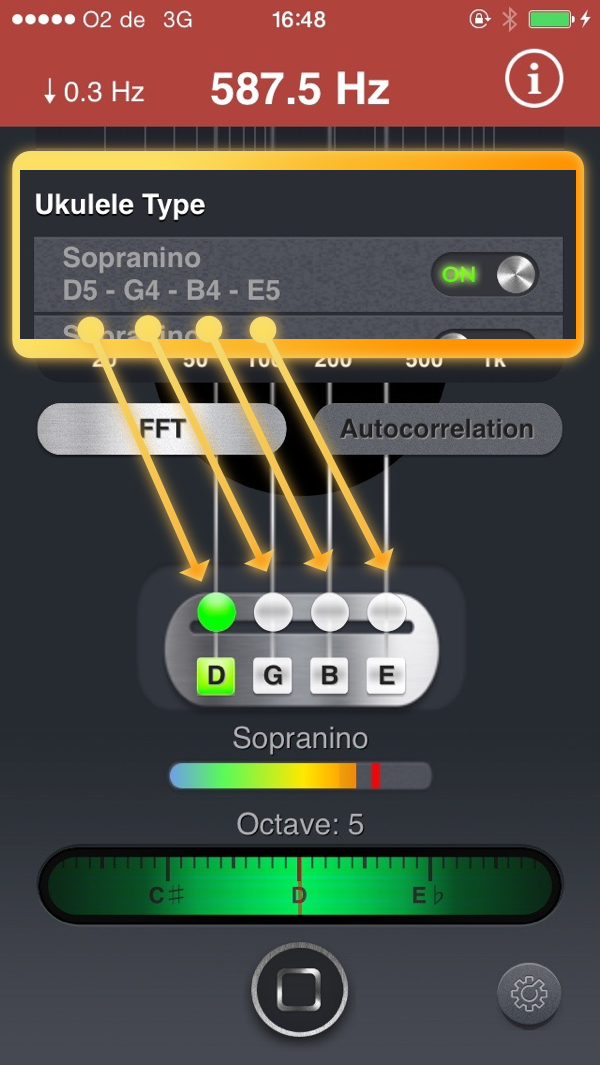 O2 de 3G 16:48
↓ 0.3 Hz 587.5 Hz i
Ukulele Type
Sopranino
D5 - G4 - B4 - E5
ON
Sopranino
20 50 100 200 500 1k
FFT Autocorrelation
D G B E
Sopranino
Octave: 5
C♯ D E♭